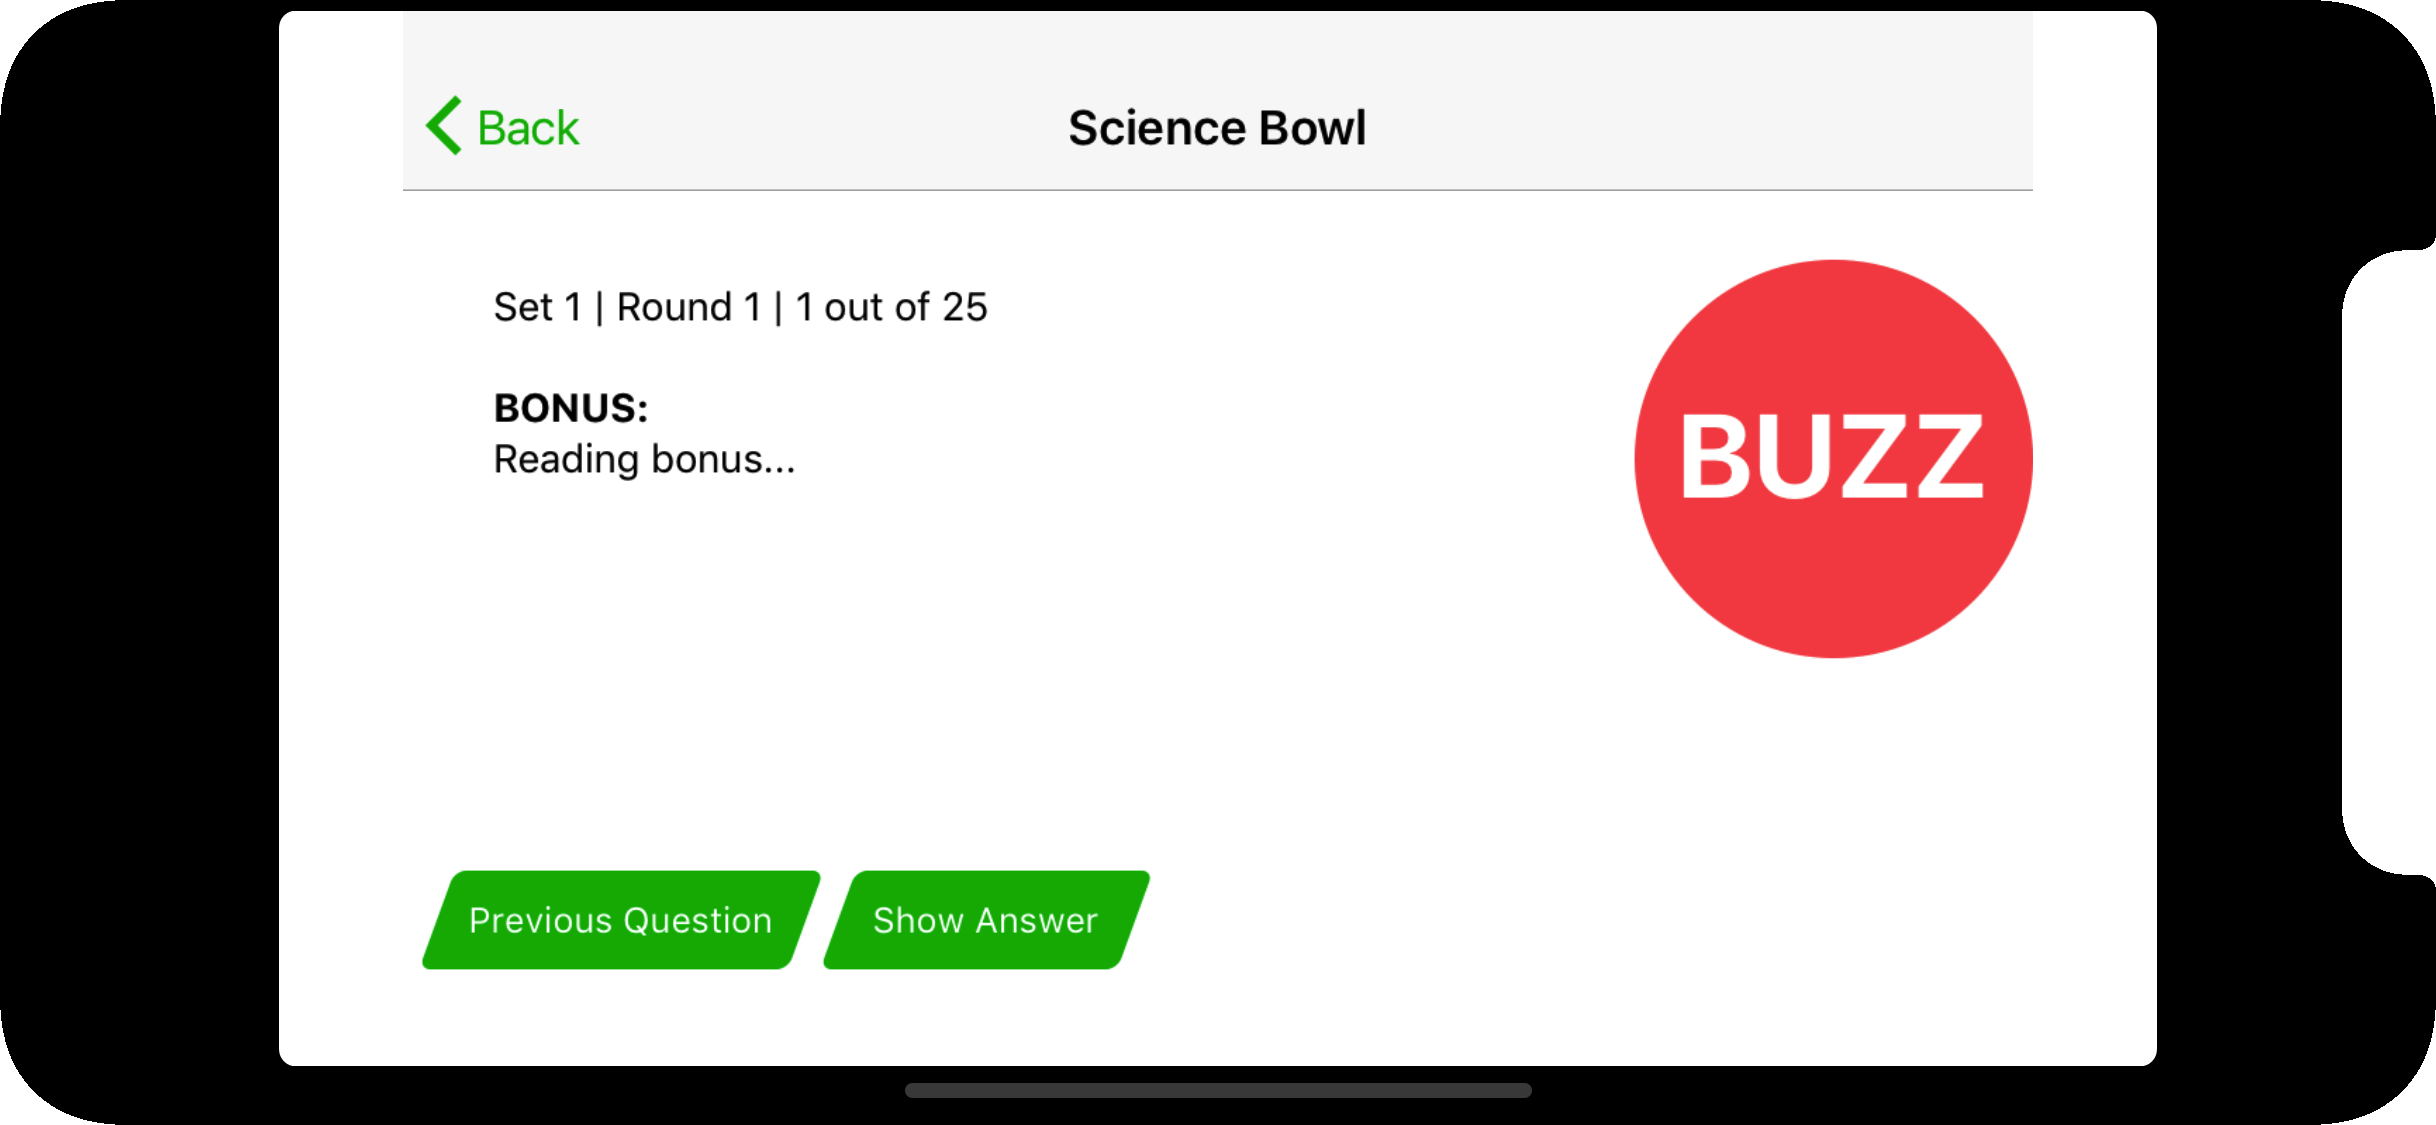 Back
Science Bowl
Set 1 | Round 1 | 1 out of 25
BONUS:
Reading bonus...
BUZZ
Previous Question
Show Answer